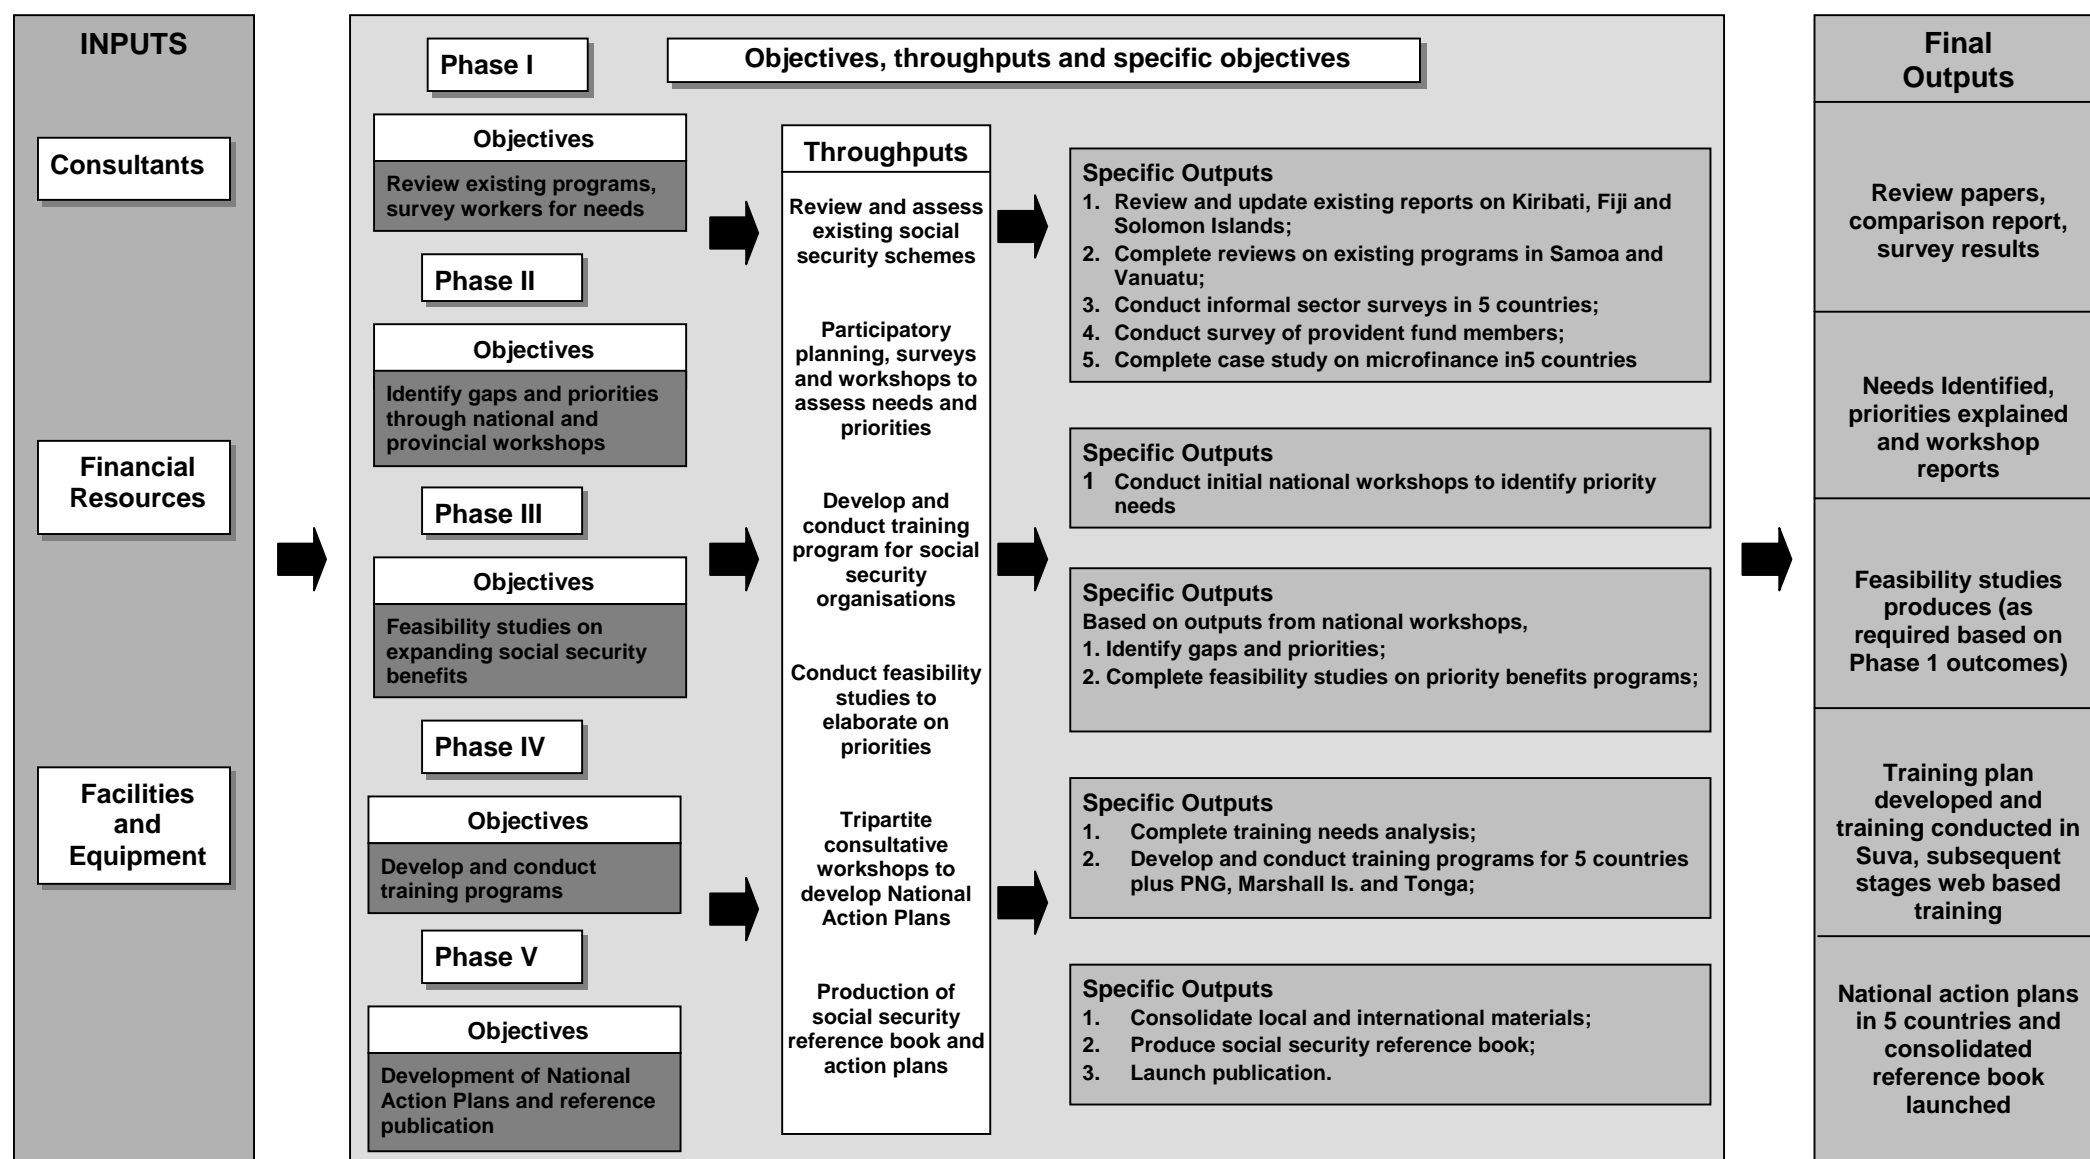 INPUTS
Consultants
Financial
Resources
Facilities
and
Equipment
Phase I
Objectives, throughputs and specific objectives
Objectives
Review existing programs,
survey workers for needs
Phase II
Objectives
Identify gaps and priorities
through national and
provincial workshops
Phase III
Objectives
Feasibility studies on
expanding social security
benefits
Phase IV
Objectives
Develop and conduct
training programs
Phase V
Objectives
Development of National
Action Plans and reference
publication
Throughputs
Review and assess
existing social
security schemes
Participatory
planning, surveys
and workshops to
assess needs and
priorities
Develop and
conduct training
program for social
security
organisations
Conduct feasibility
studies to
elaborate on
priorities
Tripartite
consultative
workshops to
develop National
Action Plans
Production of
social security
reference book and
action plans
Specific Outputs
1. Review and update existing reports on Kiribati, Fiji and
Solomon Islands;
2. Complete reviews on existing programs in Samoa and
Vanuatu;
3. Conduct informal sector surveys in 5 countries;
4. Conduct survey of provident fund members;
5. Complete case study on microfinance in5 countries
Specific Outputs
1 Conduct initial national workshops to identify priority
needs
Specific Outputs
Based on outputs from national workshops,
1. Identify gaps and priorities;
2. Complete feasibility studies on priority benefits programs;
Specific Outputs
1. Complete training needs analysis;
2. Develop and conduct training programs for 5 countries
plus PNG, Marshall Is. and Tonga;
Specific Outputs
1. Consolidate local and international materials;
2. Produce social security reference book;
3. Launch publication.
Final
Outputs
Review papers,
comparison report,
survey results
Needs Identified,
priorities explained
and workshop
reports
Feasibility studies
produces (as
required based on
Phase 1 outcomes)
Training plan
developed and
training conducted in
Suva, subsequent
stages web based
training
National action plans
in 5 countries and
consolidated
reference book
launched